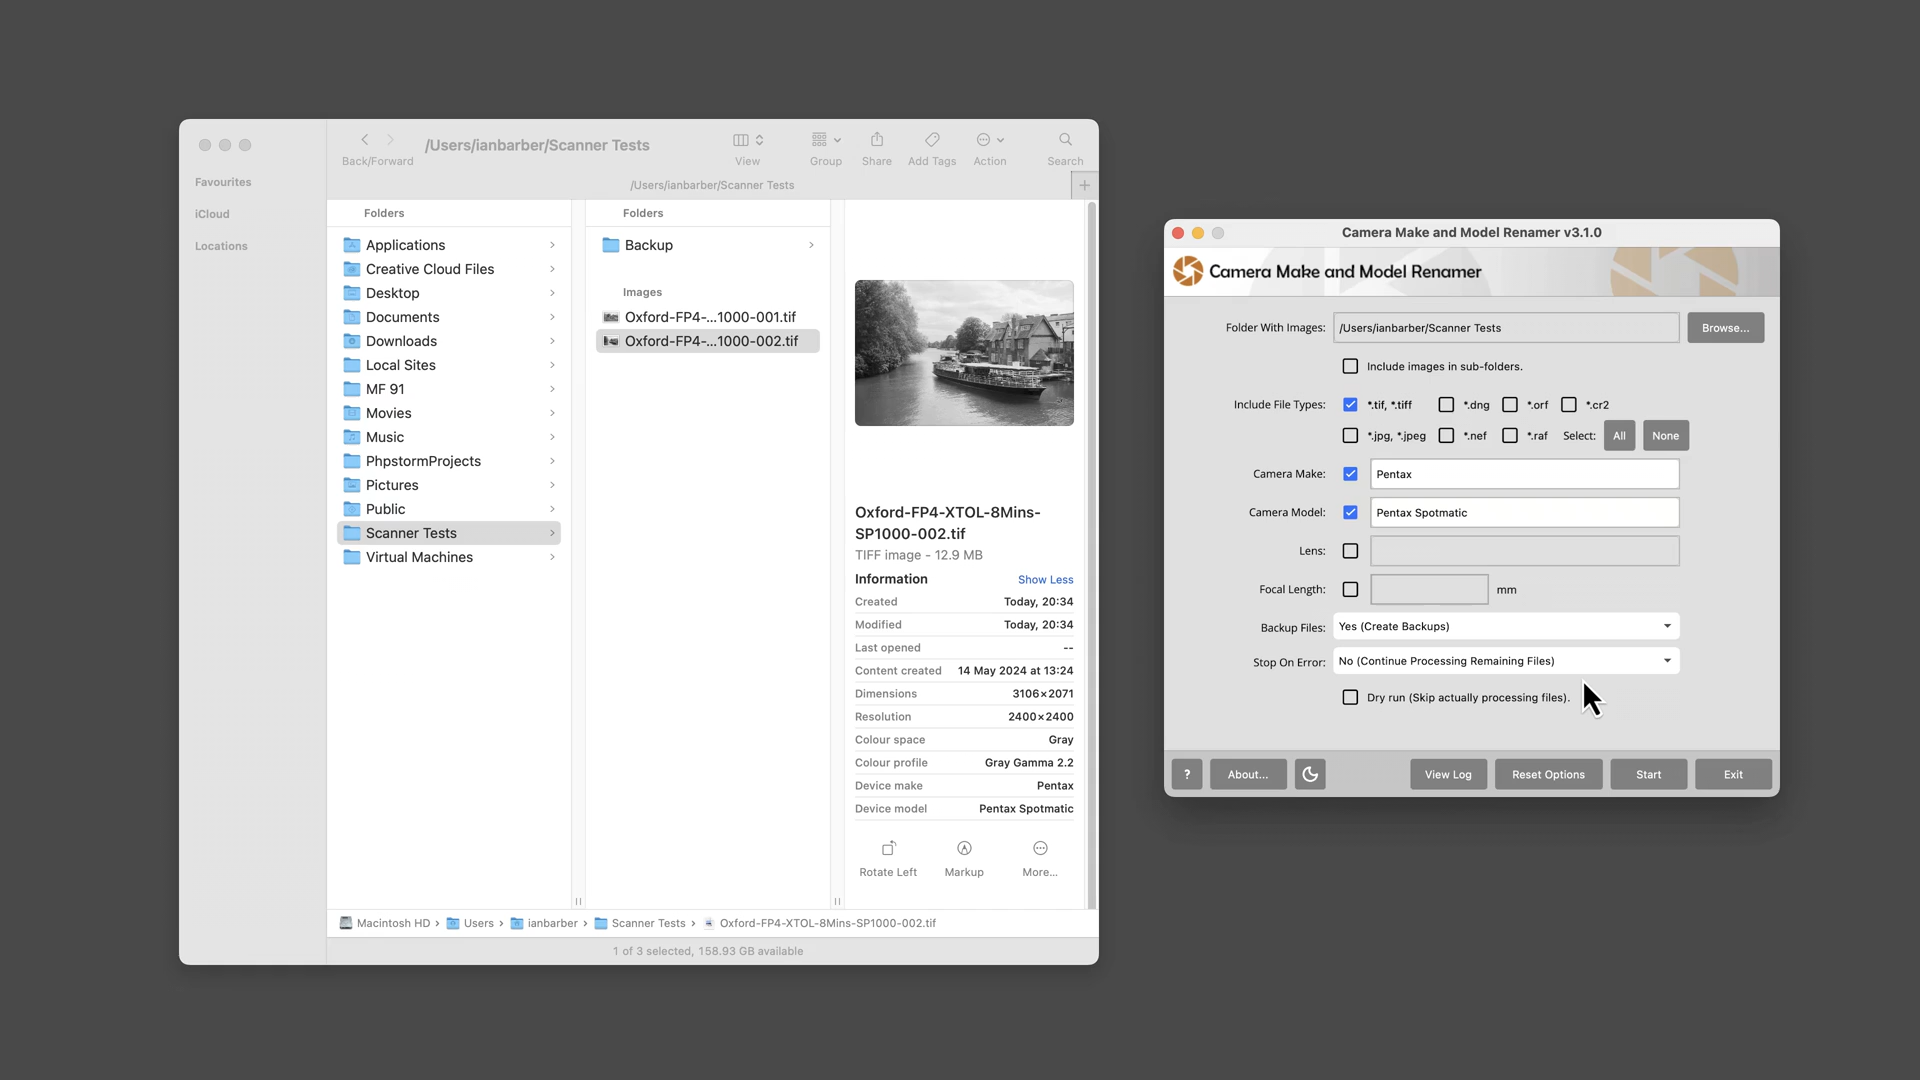 Back/Forward
/Users/ianbarber/Scanner Tests
View
Group
Share
Add Tags
Action
Search
/Users/ianbarber/Scanner Tests
Favourites
iCloud
Locations
Folders
Applications
Creative Cloud Files
Desktop
Documents
Downloads
Local Sites
MF 91
Movies
Music
PhpstormProjects
Pictures
Public
Scanner Tests
Virtual Machines
Folders
Backup
Images
Oxford-FP4-...1000-001.tif
Oxford-FP4-...1000-002.tif
Oxford-FP4-XTOL-8Mins-
SP1000-002.tif
TIFF image - 12.9 MB
Information Show Less
Created Today, 20:34
Modified Today, 20:34
Last opened --
Content created 14 May 2024 at 13:24
Dimensions 3106×2071
Resolution 2400×2400
Colour space Gray
Colour profile Gray Gamma 2.2
Device make Pentax
Device model Pentax Spotmatic
Rotate Left Markup More...
Macintosh HD › Users › ianbarber › Scanner Tests › Oxford-FP4-XTOL-8Mins-SP1000-002.tif
1 of 3 selected, 158.93 GB available
Camera Make and Model Renamer v3.1.0
Camera Make and Model Renamer
Folder With Images: /Users/ianbarber/Scanner Tests Browse...
Include images in sub-folders.
Include File Types: *.tif, *.tiff *.dng *.orf *.cr2
*.jpg, *.jpeg *.nef *.raf Select: All None
Camera Make: Pentax
Camera Model: Pentax Spotmatic
Lens:
Focal Length: mm
Backup Files: Yes (Create Backups)
Stop On Error: No (Continue Processing Remaining Files)
Dry run (Skip actually processing files).
? About... View Log Reset Options Start Exit